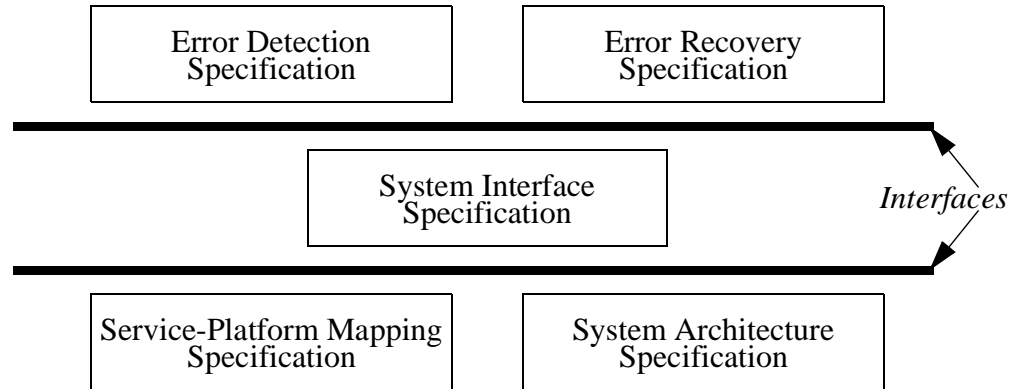 Error Detection
Specification
Error Recovery
Specification
System Interface
Specification
Interfaces
Service-Platform Mapping
Specification
System Architecture
Specification